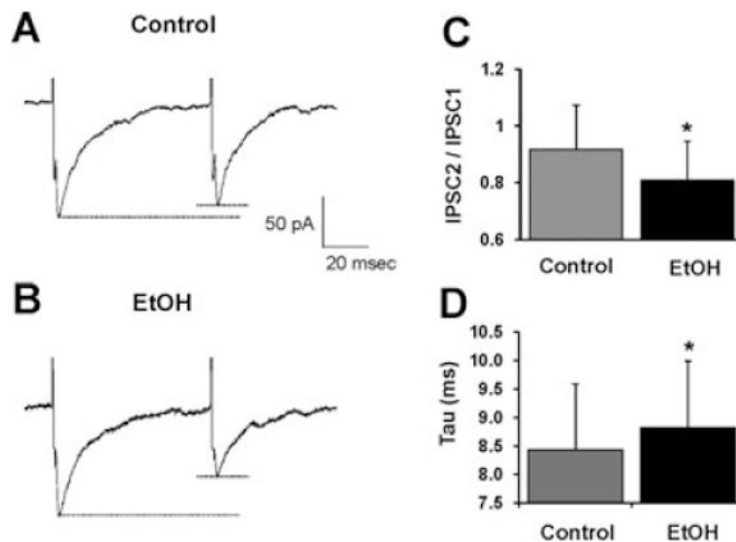 A
Control
50 pA
20 msec
B
EtOH
C
IPSC2 / IPSC1
1.2
1
0.8
0.6
*
Control
EtOH
D
Tau (ms)
10.5
10.0
9.5
9.0
8.5
8.0
7.5
*
Control
EtOH